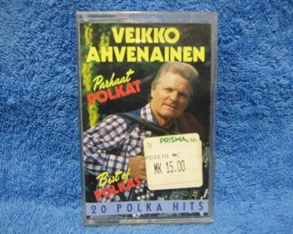 VEIKKO
AHVENAINEN
Parhaat
POLKAT
PRISMA
MK 15.00
Best of
POLKAS
20 POLKA HITS